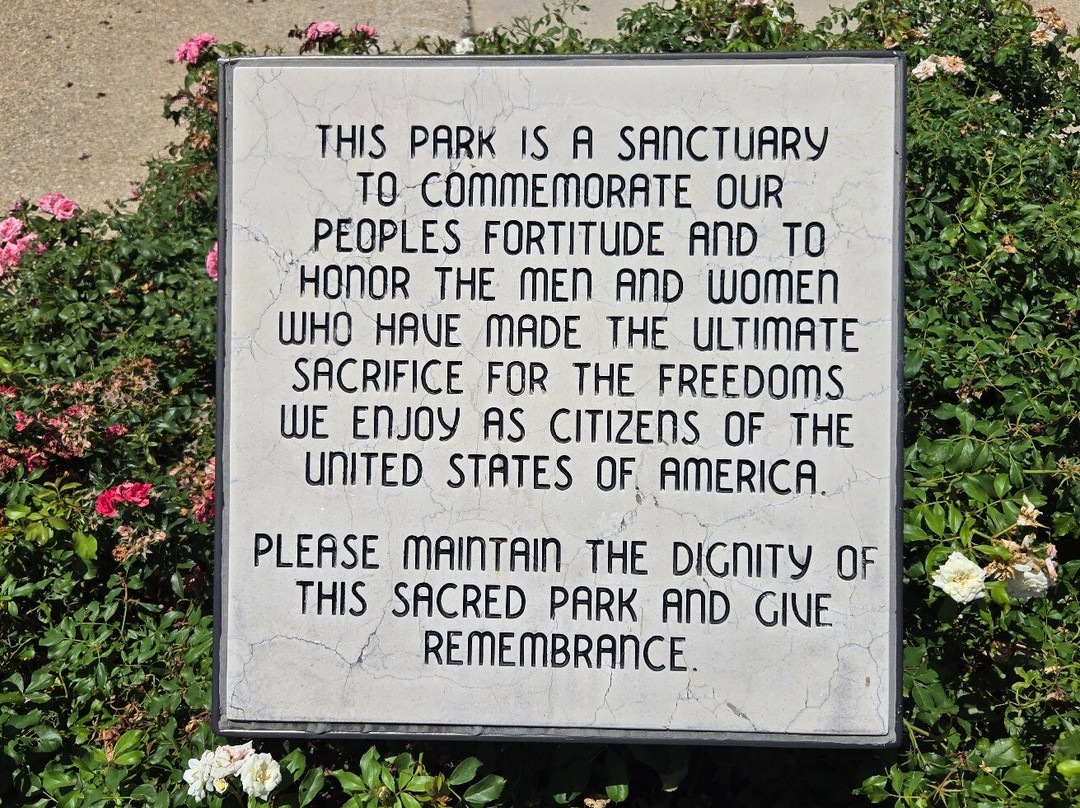 THIS PARK IS A SANCTUARY
TO COMMEMORATE OUR
PEOPLES FORTITUDE AND TO
HONOR THE MEN AND WOMEN
WHO HAVE MADE THE ULTIMATE
SACRIFICE FOR THE FREEDOMS
WE ENJOY AS CITIZENS OF THE
UNITED STATES OF AMERICA.
PLEASE MAINTAIN THE DIGNITY OF
THIS SACRED PARK AND GIVE
REMEMBRANCE.